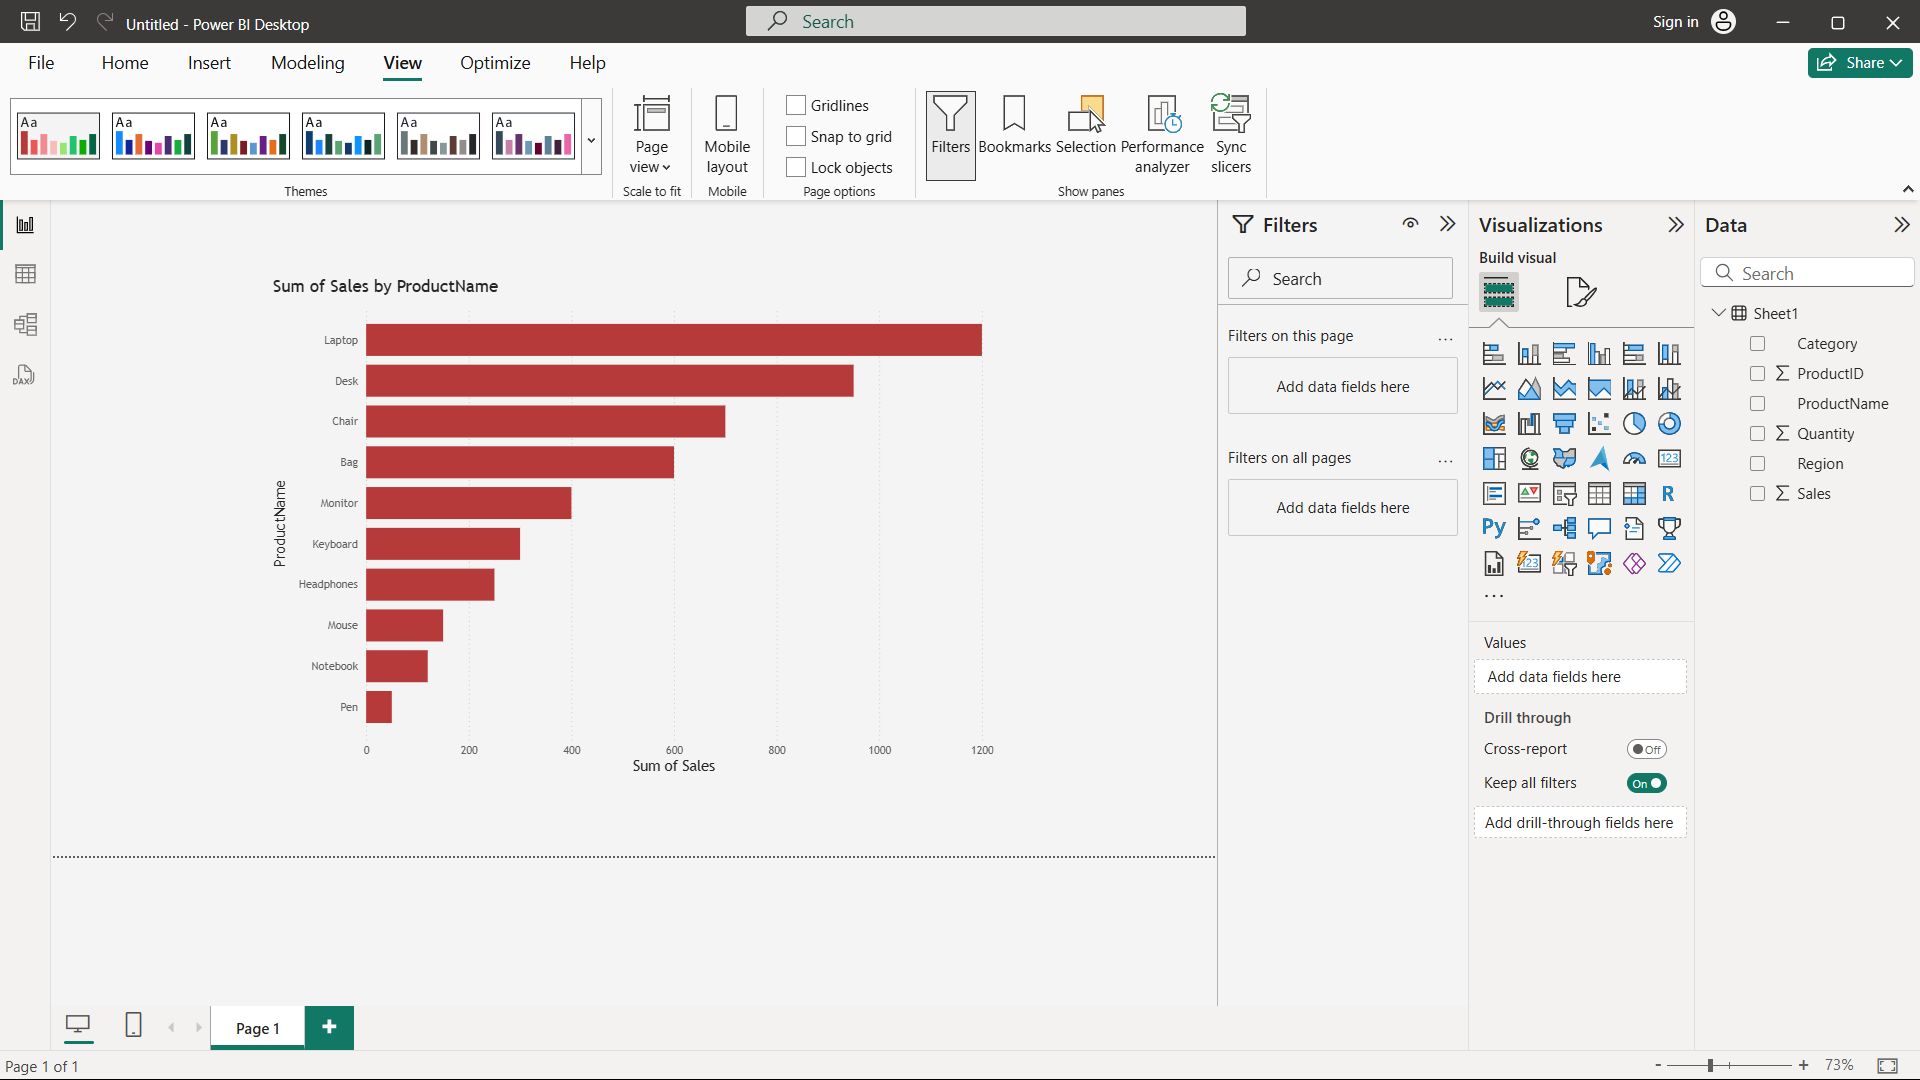 Untitled - Power BI Desktop
Search
Sign in
File
Home
Insert
Modeling
View
Optimize
Help
Share
Aa
Aa
Aa
Aa
Aa
Aa
Themes
Page
view
Scale to fit
Mobile
layout
Mobile
Gridlines
Snap to grid
Lock objects
Page options
Filters
Bookmarks
Selection
Performance
analyzer
Sync
slicers
Show panes
DAX
Sum of Sales by ProductName
ProductName
Laptop
Desk
Chair
Bag
Monitor
Keyboard
Headphones
Mouse
Notebook
Pen
0
200
400
600
800
1000
1200
Sum of Sales
Filters
Search
Filters on this page
...
Add data fields here
Filters on all pages
...
Add data fields here
Visualizations
Build visual
123
R
Py
123
...
Values
Add data fields here
Drill through
Cross-report
Off
Keep all filters
On
Add drill-through fields here
Data
Search
Sheet1
Category
∑ ProductID
ProductName
∑ Quantity
Region
∑ Sales
Page 1
+
Page 1 of 1
- + 73%